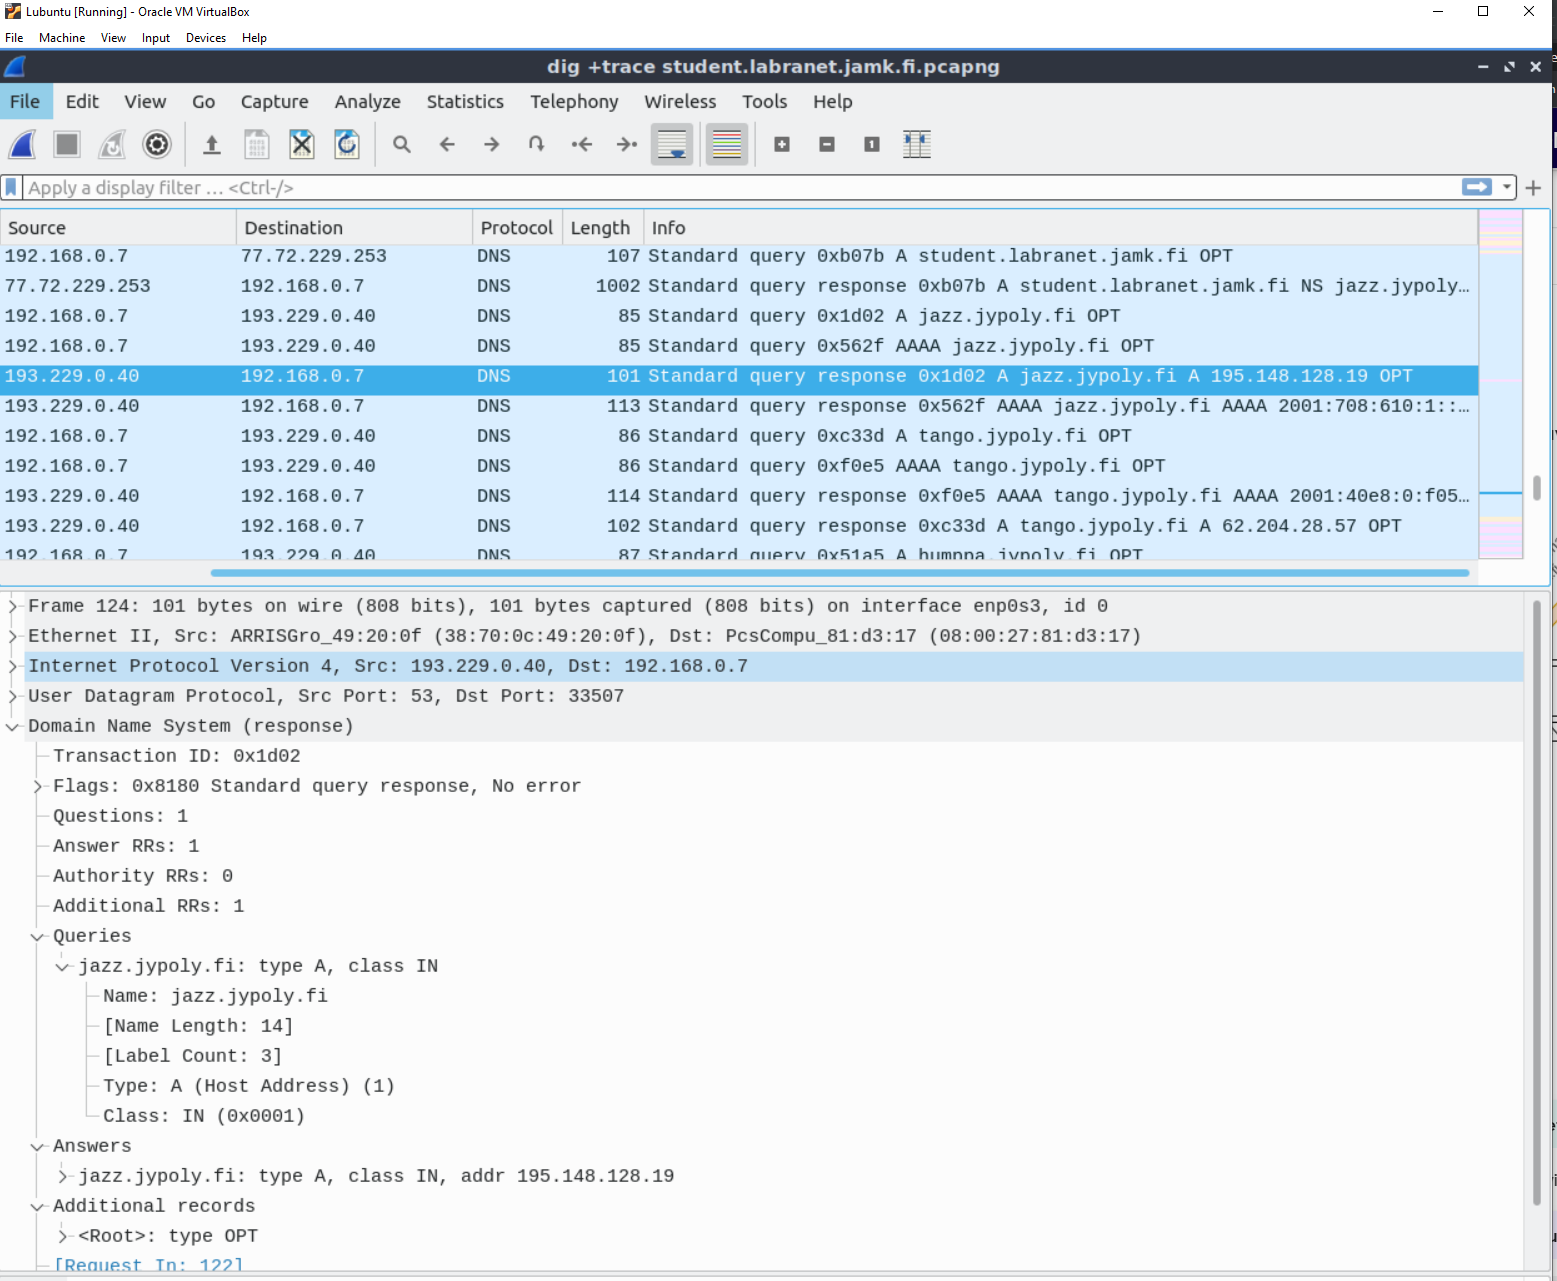 Lubuntu [Running] - Oracle VM VirtualBox
File Machine View Input Devices Help
dig +trace student.labranet.jamk.fi.pcapng
File Edit View Go Capture Analyze Statistics Telephony Wireless Tools Help
Apply a display filter … <Ctrl-/>
Source Destination Protocol Length Info
192.168.0.7 77.72.229.253 DNS 107 Standard query 0xb07b A student.labranet.jamk.fi OPT
77.72.229.253 192.168.0.7 DNS 1002 Standard query response 0xb07b A student.labranet.jamk.fi NS jazz.jypoly…
192.168.0.7 193.229.0.40 DNS 85 Standard query 0x1d02 A jazz.jypoly.fi OPT
192.168.0.7 193.229.0.40 DNS 85 Standard query 0x562f AAAA jazz.jypoly.fi OPT
193.229.0.40 192.168.0.7 DNS 101 Standard query response 0x1d02 A jazz.jypoly.fi A 195.148.128.19 OPT
193.229.0.40 192.168.0.7 DNS 113 Standard query response 0x562f AAAA jazz.jypoly.fi AAAA 2001:708:610:1::…
192.168.0.7 193.229.0.40 DNS 86 Standard query 0xc33d A tango.jypoly.fi OPT
192.168.0.7 193.229.0.40 DNS 86 Standard query 0xf0e5 AAAA tango.jypoly.fi OPT
193.229.0.40 192.168.0.7 DNS 114 Standard query response 0xf0e5 AAAA tango.jypoly.fi AAAA 2001:40e8:0:f05…
193.229.0.40 192.168.0.7 DNS 102 Standard query response 0xc33d A tango.jypoly.fi A 62.204.28.57 OPT
192.168.0.7 193.229.0.40 DNS 87 Standard query 0x51a5 A humppa.jypoly.fi OPT
Frame 124: 101 bytes on wire (808 bits), 101 bytes captured (808 bits) on interface enp0s3, id 0
Ethernet II, Src: ARRISGro_49:20:0f (38:70:0c:49:20:0f), Dst: PcsCompu_81:d3:17 (08:00:27:81:d3:17)
Internet Protocol Version 4, Src: 193.229.0.40, Dst: 192.168.0.7
User Datagram Protocol, Src Port: 53, Dst Port: 33507
Domain Name System (response)
Transaction ID: 0x1d02
Flags: 0x8180 Standard query response, No error
Questions: 1
Answer RRs: 1
Authority RRs: 0
Additional RRs: 1
Queries
jazz.jypoly.fi: type A, class IN
Name: jazz.jypoly.fi
[Name Length: 14]
[Label Count: 3]
Type: A (Host Address) (1)
Class: IN (0x0001)
Answers
jazz.jypoly.fi: type A, class IN, addr 195.148.128.19
Additional records
<Root>: type OPT
[Request In: 122]